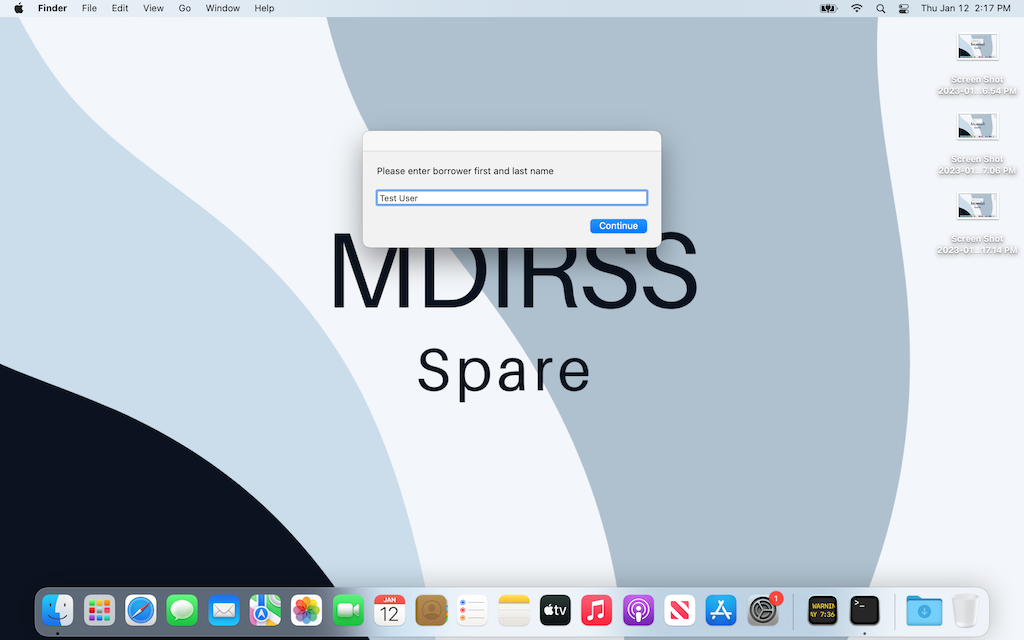 Finder File Edit View Go Window Help Thu Jan 12 2:17 PM
Screen Shot
2023-01...6.54 PM
Screen Shot
2023-01...7.06 PM
Screen Shot
2023-01...17.14 PM
Please enter borrower first and last name
Test User
Continue
MDIRSS
Spare
JAN
12
tv
1
WARNIN
AY 7:36
>_